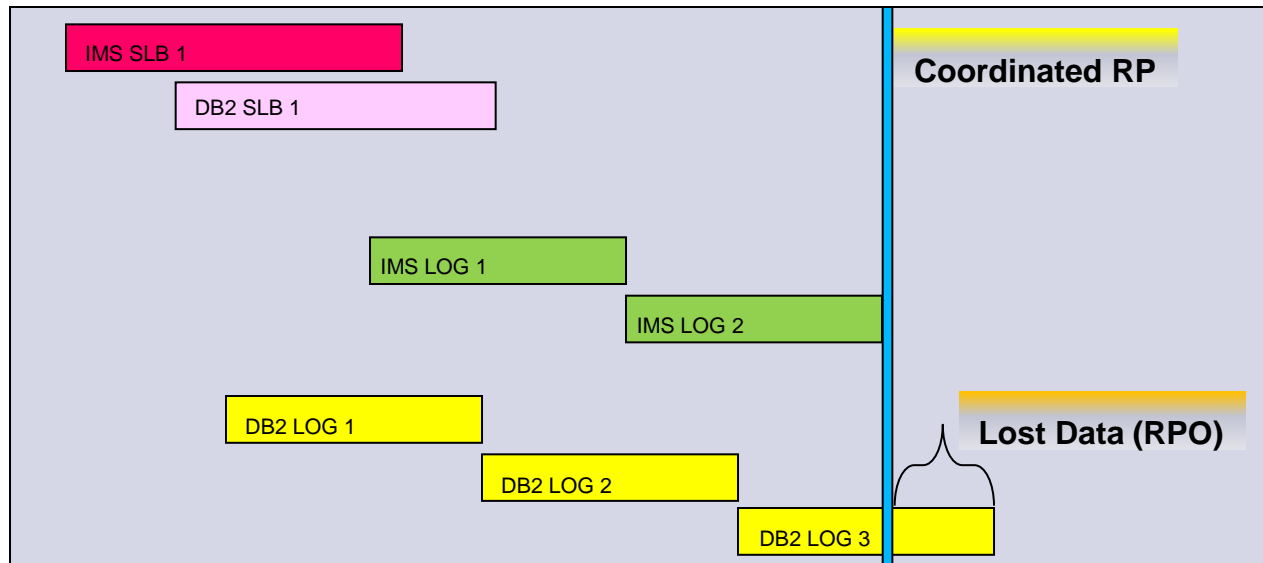 IMS SLB 1
Coordinated RP
DB2 SLB 1
IMS LOG 1
IMS LOG 2
DB2 LOG 1
Lost Data (RPO)
DB2 LOG 2
DB2 LOG 3